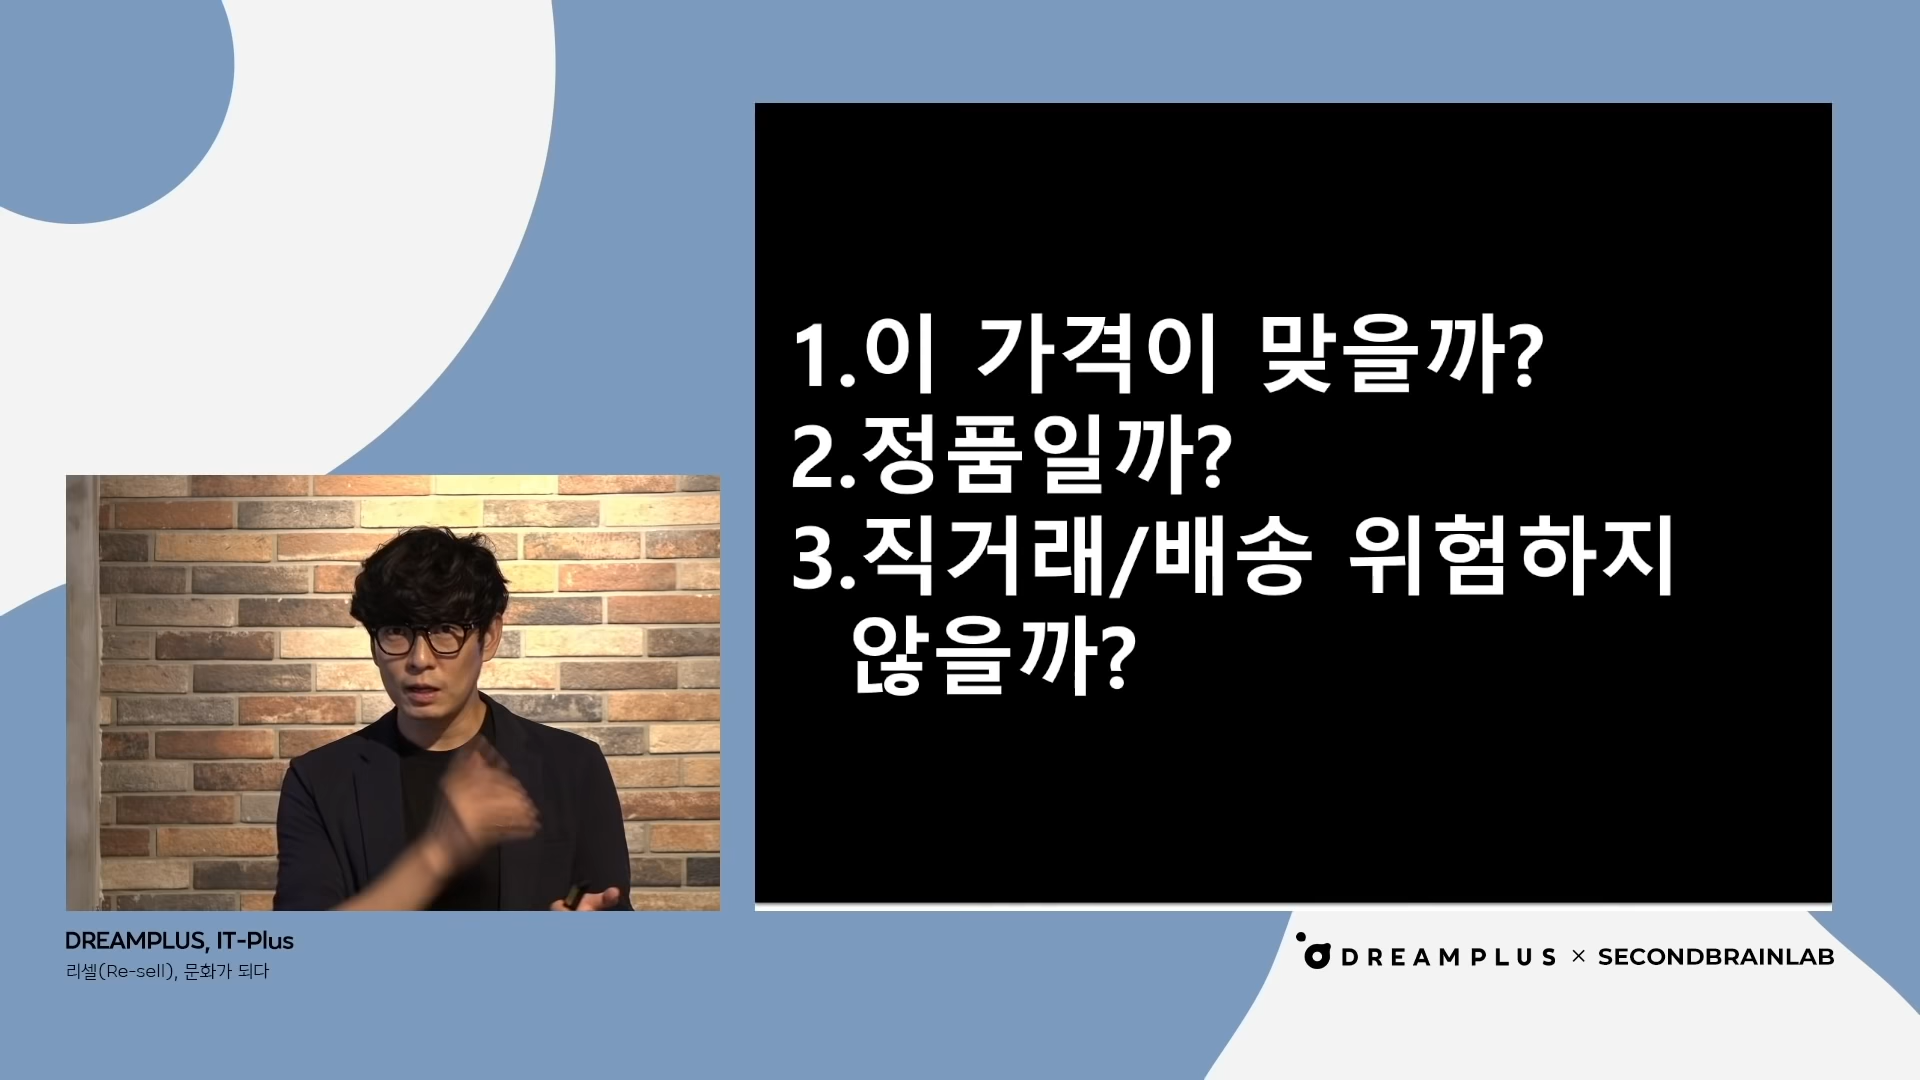 1.이 가격이 맞을까?
2.정품일까?
3.직거래/배송 위험하지
않을까?
DREAMPLUS, IT-Plus
리셀(Re-sell), 문화가 되다
DREAMPLUS × SECONDBRAINLAB